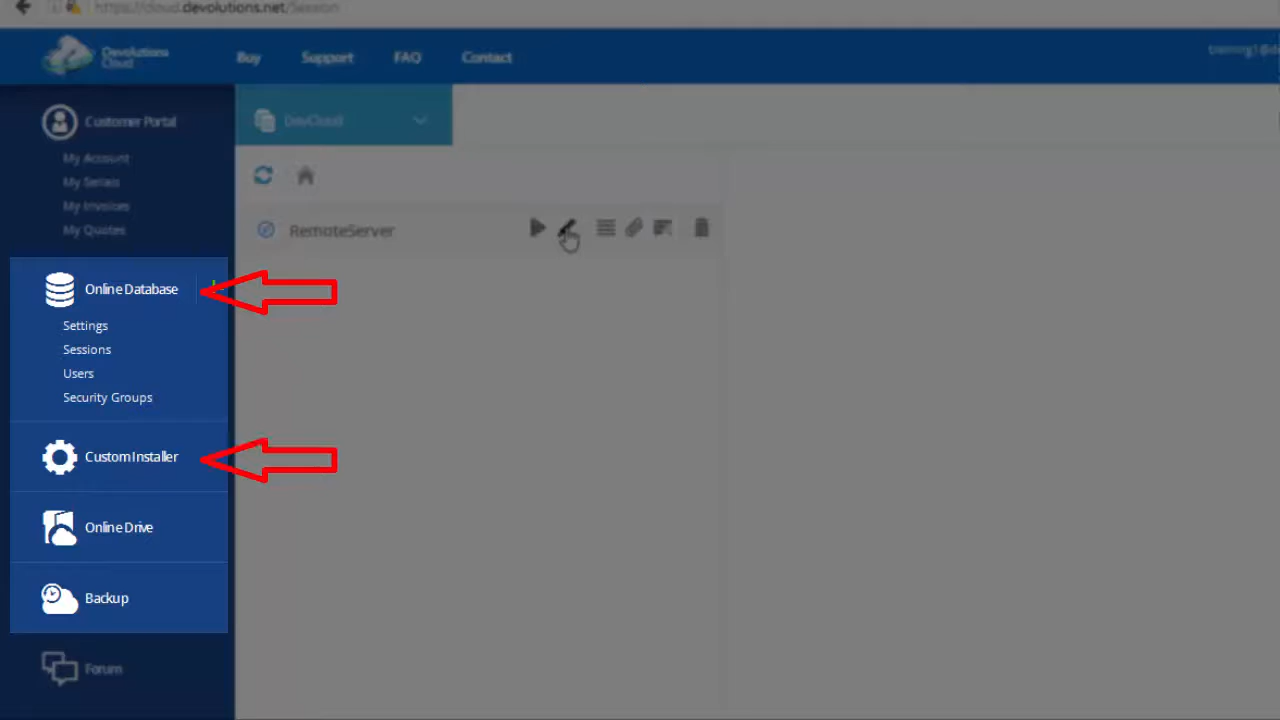 https://cloud.devolutions.net/Session
Devolutions
Cloud
Buy
Support
FAQ
Contact
Customer Portal
My Account
My Serials
My Invoices
My Quotes
DevCloud
RemoteServer
Online Database
Settings
Sessions
Users
Security Groups
Custom Installer
Online Drive
Backup
Forum